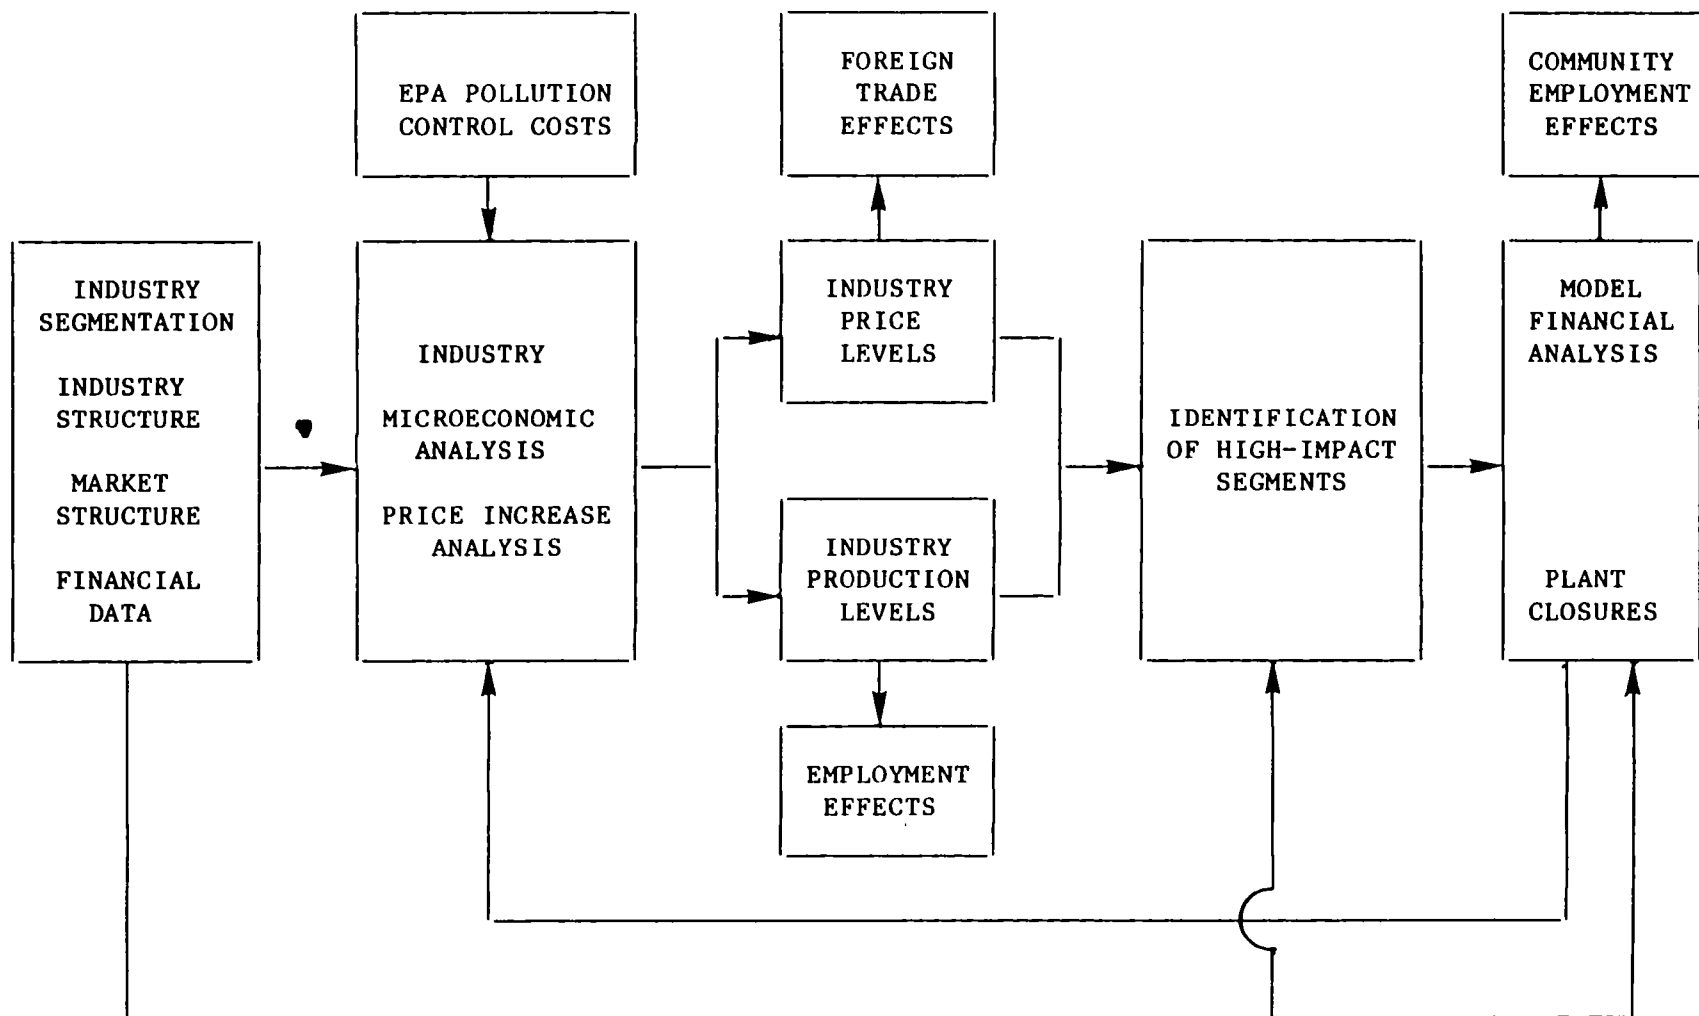 EPA POLLUTION
CONTROL COSTS
FOREIGN
TRADE
EFFECTS
COMMUNITY
EMPLOYMENT
EFFECTS
INDUSTRY
SEGMENTATION
INDUSTRY
STRUCTURE
MARKET
STRUCTURE
FINANCIAL
DATA
INDUSTRY
MICROECONOMIC
ANALYSIS
PRICE INCREASE
ANALYSIS
INDUSTRY
PRICE
LEVELS
INDUSTRY
PRODUCTION
LEVELS
EMPLOYMENT
EFFECTS
IDENTIFICATION
OF HIGH-IMPACT
SEGMENTS
MODEL
FINANCIAL
ANALYSIS
PLANT
CLOSURES